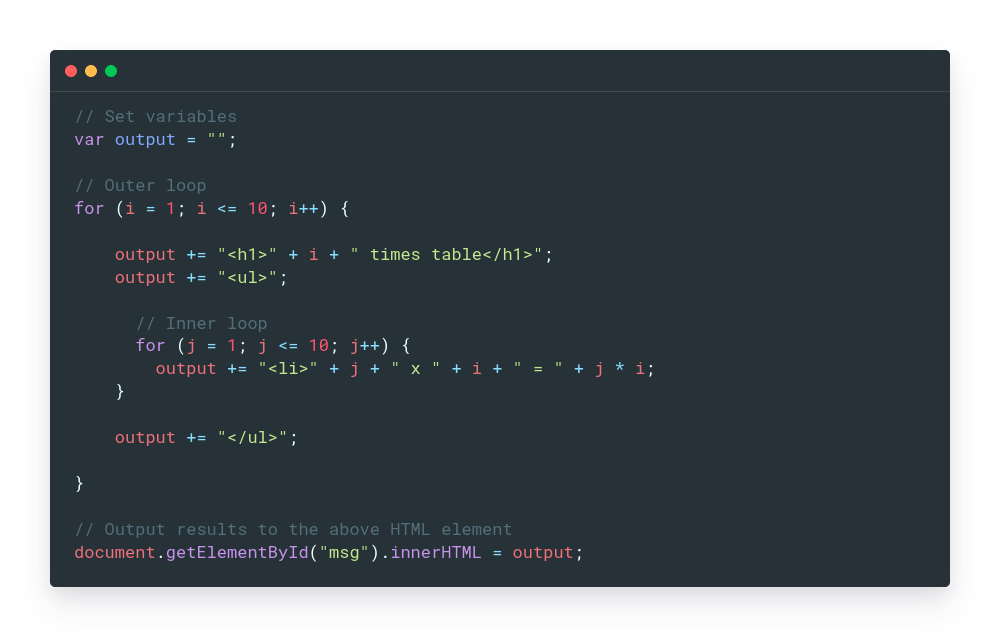 // Set variables
var output = "";
// Outer loop
for (i = 1; i <= 10; i++) {
output += "<h1>" + i + " times table</h1>";
output += "<ul>";
// Inner loop
for (j = 1; j <= 10; j++) {
output += "<li>" + j + " x " + i + " = " + j * i;
}
output += "</ul>";
}
// Output results to the above HTML element
document.getElementById("msg").innerHTML = output;